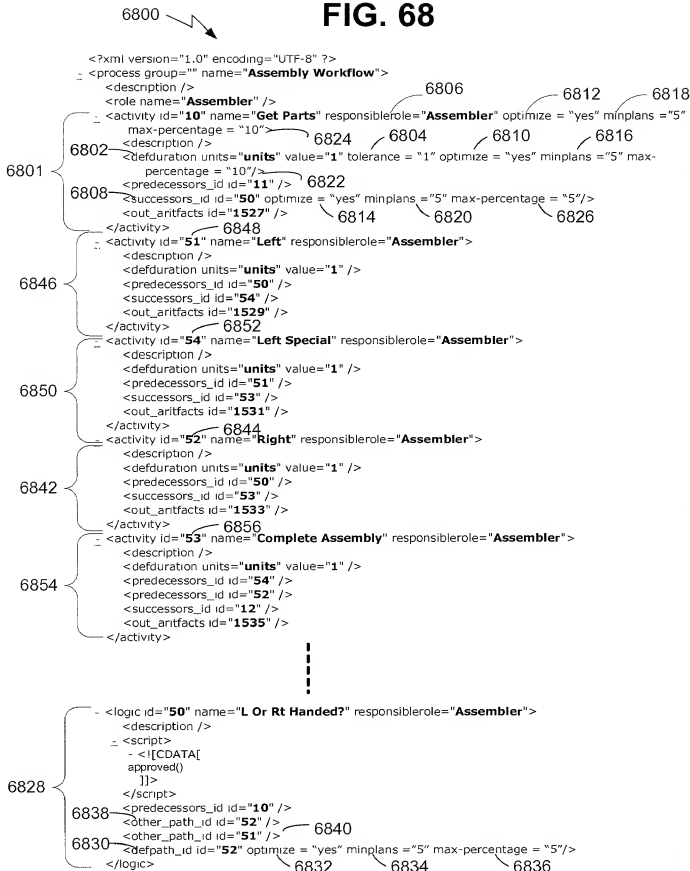 FIG. 68
6800
<?xml version="1.0" encoding="UTF-8" ?>
- <process group="" name="Assembly Workflow">
<description />
<role name="Assembler" />
6806 6812 6818
- <activity id="10" name="Get Parts" responsiblerole="Assembler" optimize = “yes” minplans =”5”
max-percentage = “10”>
6824 6804 6810 6816
<description />
6802
<defduration units="units" value="1" tolerance = “1” optimize = “yes” minplans =”5” max-
percentage = “10”/>
6822
6801
<predecessors_id id="11" />
6808
<successors_id id="50" optimize = “yes” minplans =”5” max-percentage = “5”/>
<out_aritfacts id="1527" />
6814 6820 6826
</activity>
6848
- <activity id="51" name="Left" responsiblerole="Assembler">
<description />
<defduration units="units" value="1" />
6846
<predecessors_id id="50" />
<successors_id id="54" />
<out_aritfacts id="1529" />
</activity>
6852
- <activity id="54" name="Left Special" responsiblerole="Assembler">
<description />
<defduration units="units" value="1" />
6850
<predecessors_id id="51" />
<successors_id id="53" />
<out_aritfacts id="1531" />
</activity>
6844
- <activity id="52" name="Right" responsiblerole="Assembler">
<description />
<defduration units="units" value="1" />
6842
<predecessors_id id="50" />
<successors_id id="53" />
<out_aritfacts id="1533" />
</activity>
6856
- <activity id="53" name="Complete Assembly" responsiblerole="Assembler">
<description />
<defduration units="units" value="1" />
6854
<predecessors_id id="54" />
<predecessors_id id="52" />
<successors_id id="12" />
<out_aritfacts id="1535" />
</activity>
- <logic id="50" name="L Or Rt Handed?" responsiblerole="Assembler">
<description />
- <script>
- <![CDATA[
approved()
]]>
6828
</script>
<predecessors_id id="10" />
6838
<other_path_id id="52" />
6840
<other_path_id id="51" />
6830
<defpath_id id="52" optimize = “yes” minplans =”5” max-percentage = “5”/>
</logic>
6832 6834 6836